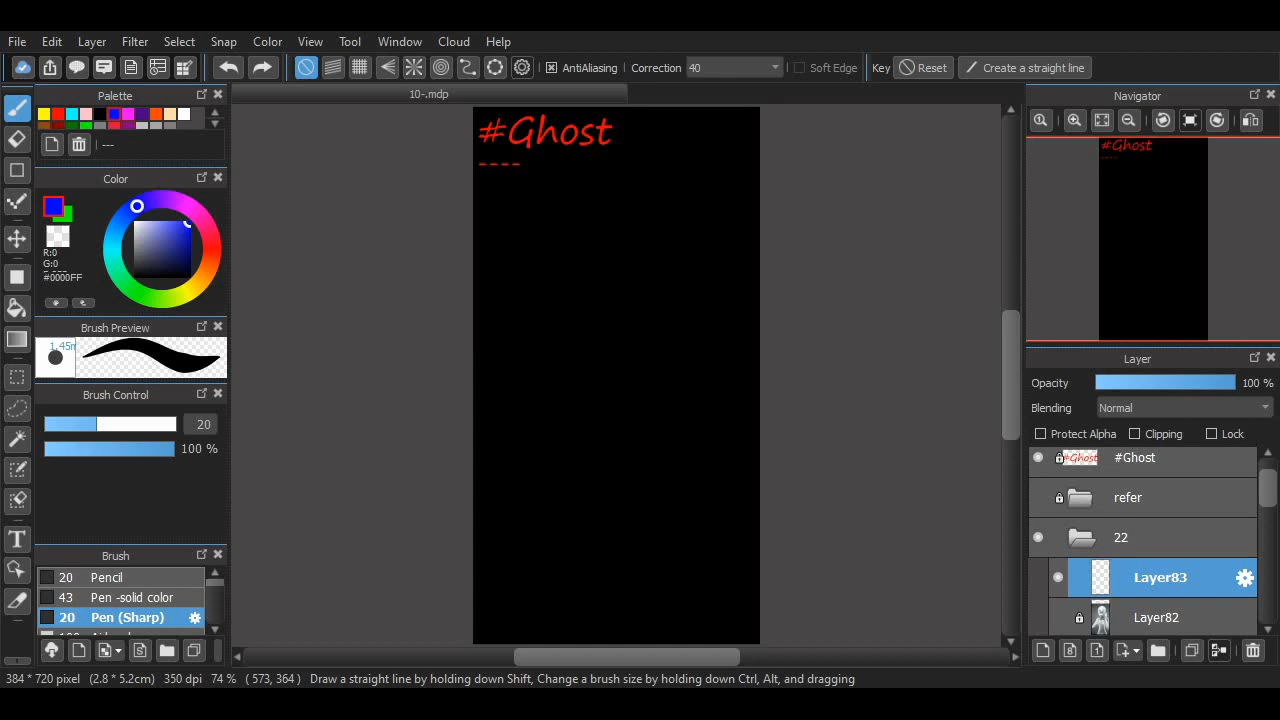 File Edit Layer Filter Select Snap Color View Tool Window Cloud Help
AntiAliasing Correction 40 Soft Edge Key Reset Create a straight line
Palette
---
Color
R:0
G:0
#0000FF
Brush Preview
Brush Control
20
100 %
Brush
20 Pencil
43 Pen -solid color
20 Pen (Sharp)
10-.mdp
#Ghost
----
Navigator
#Ghost
Layer
Opacity 100 %
Blending Normal
Protect Alpha Clipping Lock
#Ghost #Ghost
refer
22
Layer83
Layer82
384 * 720 pixel (2.8 * 5.2cm) 350 dpi 74 % ( 573, 364 ) Draw a straight line by holding down Shift, Change a brush size by holding down Ctrl, Alt, and dragging